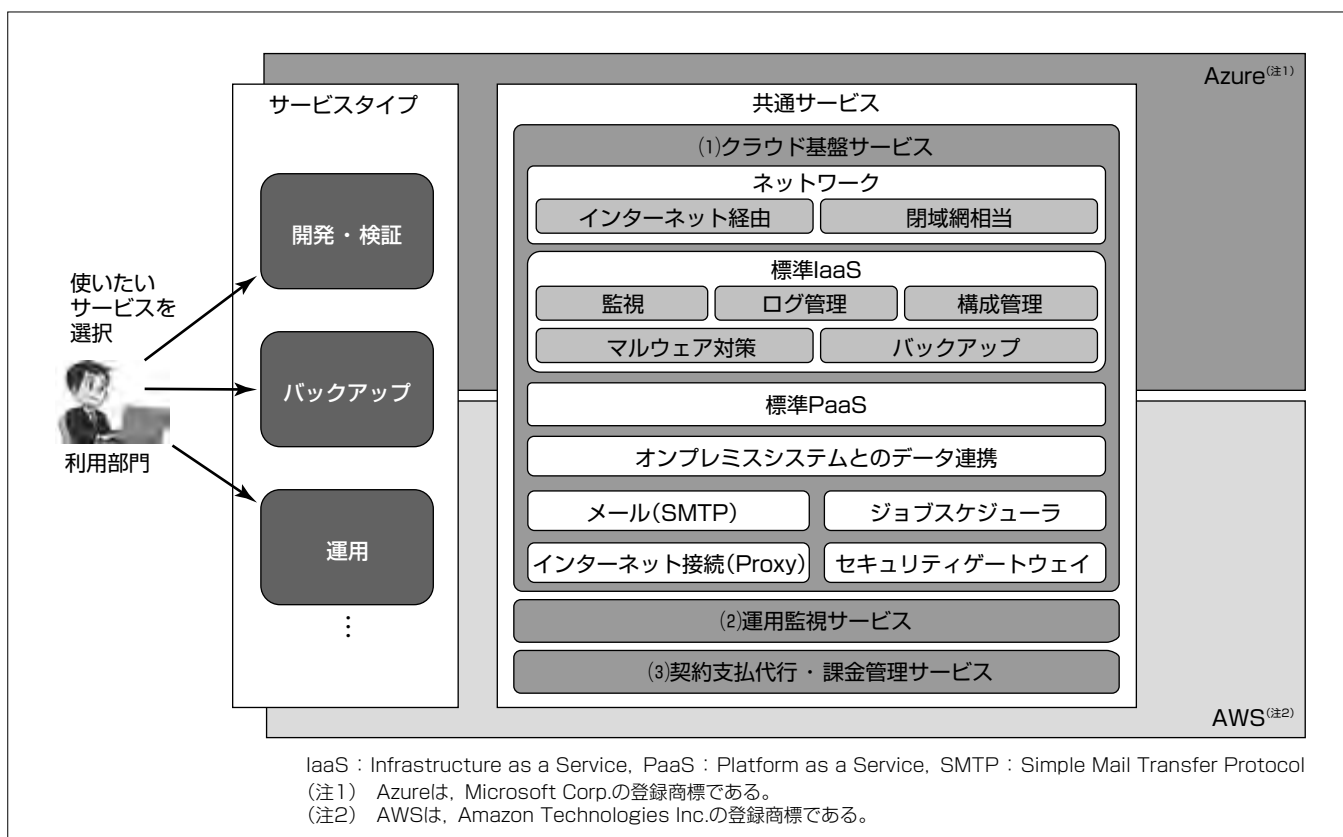 Azure(注1)
サービスタイプ
共通サービス
⑴クラウド基盤サービス
ネットワーク
インターネット経由
閉域網相当
開発・検証
標準IaaS
監視
ログ管理
構成管理
マルウェア対策
バックアップ
使いたい
サービスを
選択
バックアップ
標準PaaS
利用部門
オンプレミスシステムとのデータ連携
メール(SMTP)
ジョブスケジューラ
運用
インターネット接続(Proxy)
セキュリティゲートウェイ
⋮
⑵運用監視サービス
⑶契約支払代行・課金管理サービス
AWS(注2)
IaaS：Infrastructure as a Service, PaaS：Platform as a Service, SMTP：Simple Mail Transfer Protocol
(注1) Azureは, Microsoft Corp.の登録商標である。
(注2) AWSは, Amazon Technologies Inc.の登録商標である。